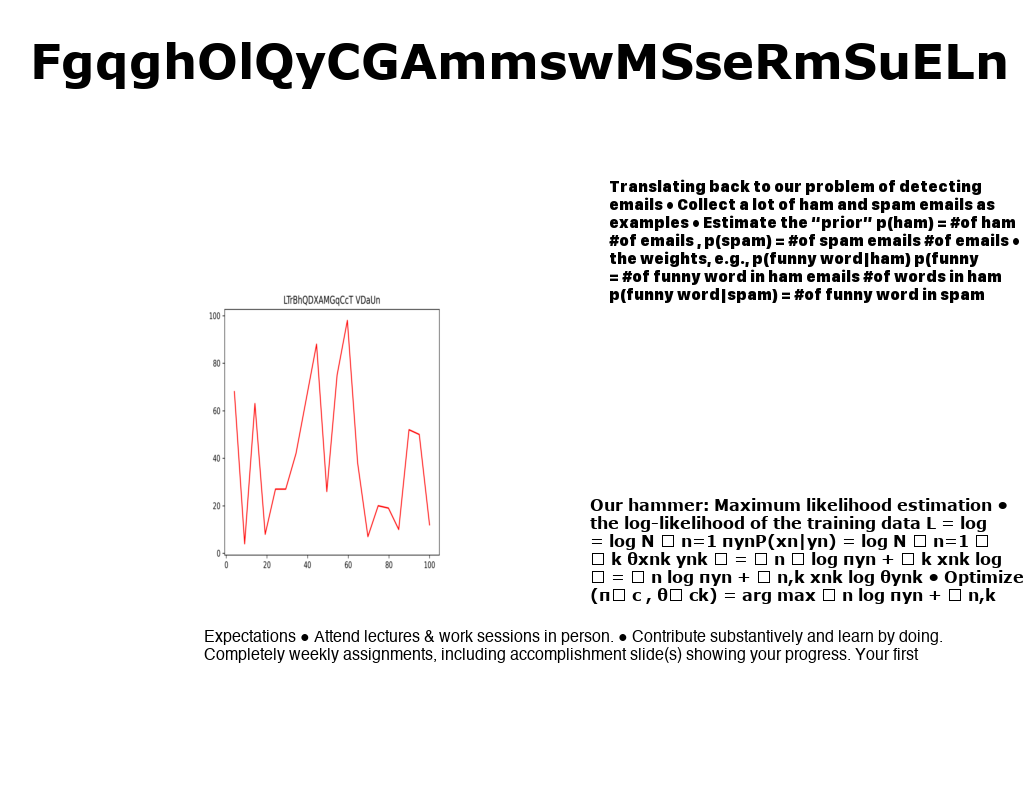 FgqghOlQyCGAmmswMSseRmSuELn
Translating back to our problem of detecting
emails • Collect a lot of ham and spam emails as
examples • Estimate the “prior” p(ham) = #of ham
#of emails , p(spam) = #of spam emails #of emails •
the weights, e.g., p(funny word|ham) p(funny
= #of funny word in ham emails #of words in ham
p(funny word|spam) = #of funny word in spam
LTrBhQDXAMGqCcT VDaUn
100
80
60
40
20
0
0 20 40 60 80 100
Our hammer: Maximum likelihood estimation •
the log-likelihood of the training data L = log
= log N □ n=1 πynP(xn|yn) = log N □ n=1 □
□ k θxnk ynk □ = □ n □ log πyn + □ k xnk log
□ = □ n log πyn + □ n,k xnk log θynk • Optimize
(π□ c , θ□ ck) = arg max □ n log πyn + □ n,k
Expectations ● Attend lectures & work sessions in person. ● Contribute substantively and learn by doing.
Completely weekly assignments, including accomplishment slide(s) showing your progress. Your first